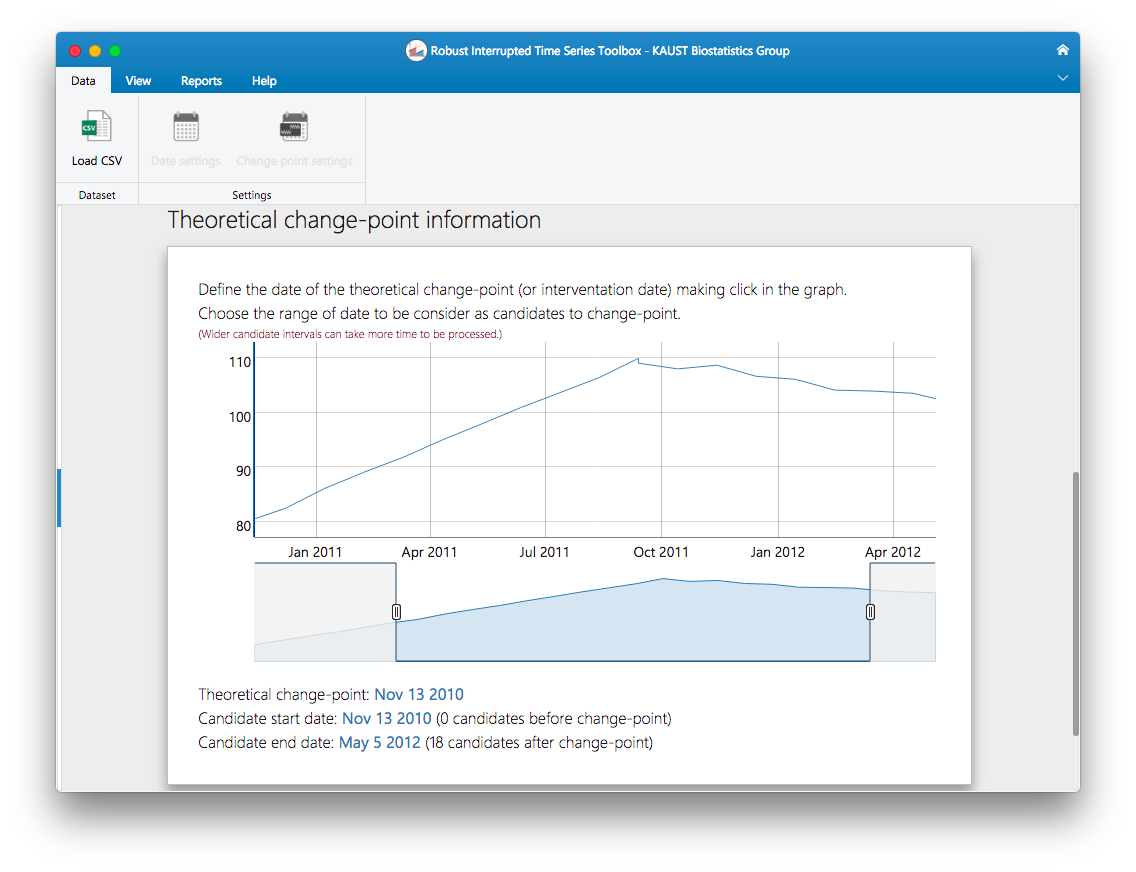 Robust Interrupted Time Series Toolbox - KAUST Biostatistics Group
Data View Reports Help
CSV
Load CSV Date settings Change point settings
Dataset Settings
Theoretical change-point information
Define the date of the theoretical change-point (or interventation date) making click in the graph.
Choose the range of date to be consider as candidates to change-point.
(Wider candidate intervals can take more time to be processed.)
110
100
90
80
Jan 2011 Apr 2011 Jul 2011 Oct 2011 Jan 2012 Apr 2012
Theoretical change-point: Nov 13 2010
Candidate start date: Nov 13 2010 (0 candidates before change-point)
Candidate end date: May 5 2012 (18 candidates after change-point)